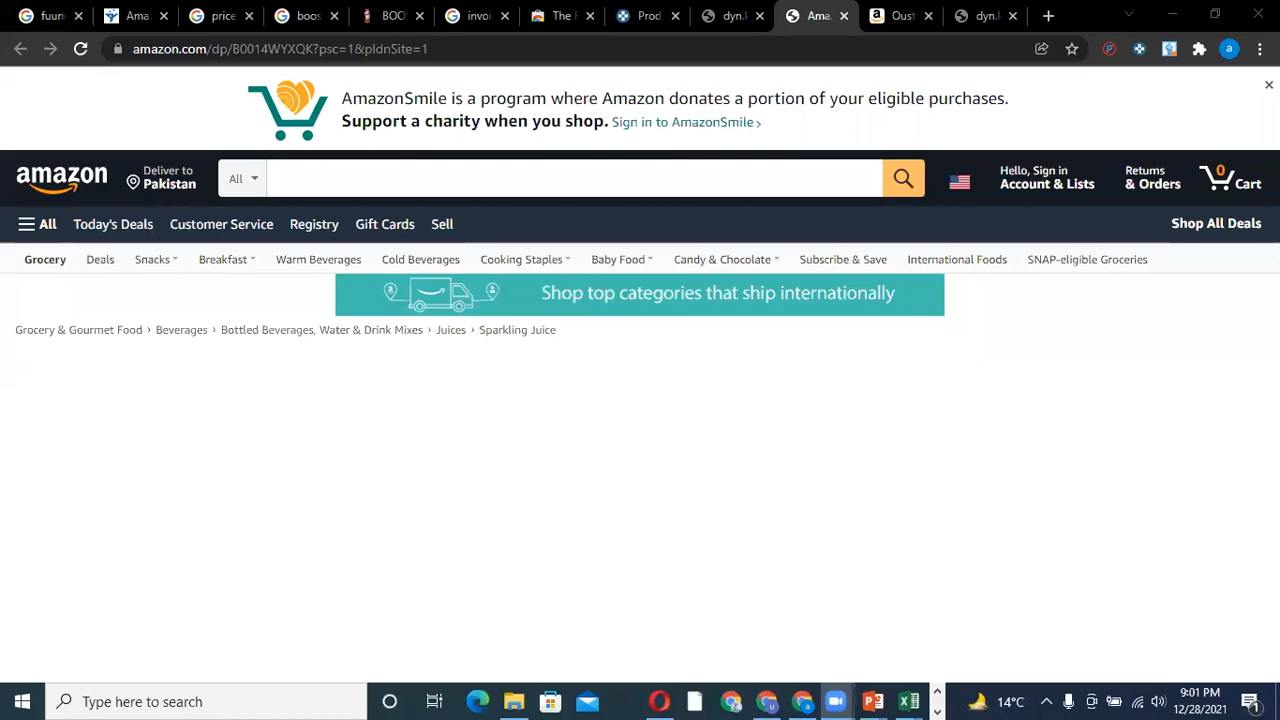 fuun
Ama
price
boos
BOO
invoi
The F
Prod
dyn.l
Ama
Oust
dyn.l
amazon.com/dp/B0014WYXQK?psc=1&pldnSite=1
AmazonSmile is a program where Amazon donates a portion of your eligible purchases.
Support a charity when you shop. Sign in to AmazonSmile ›
amazon
Deliver to
Pakistan
All
Hello, Sign in
Account & Lists
Returns
& Orders
0
Cart
All Today's Deals Customer Service Registry Gift Cards Sell Shop All Deals
Grocery Deals Snacks Breakfast Warm Beverages Cold Beverages Cooking Staples Baby Food Candy & Chocolate Subscribe & Save International Foods SNAP-eligible Groceries
Shop top categories that ship internationally
Grocery & Gourmet Food › Beverages › Bottled Beverages, Water & Drink Mixes › Juices › Sparkling Juice
Type here to search
14°C
9:01 PM
12/28/2021
1